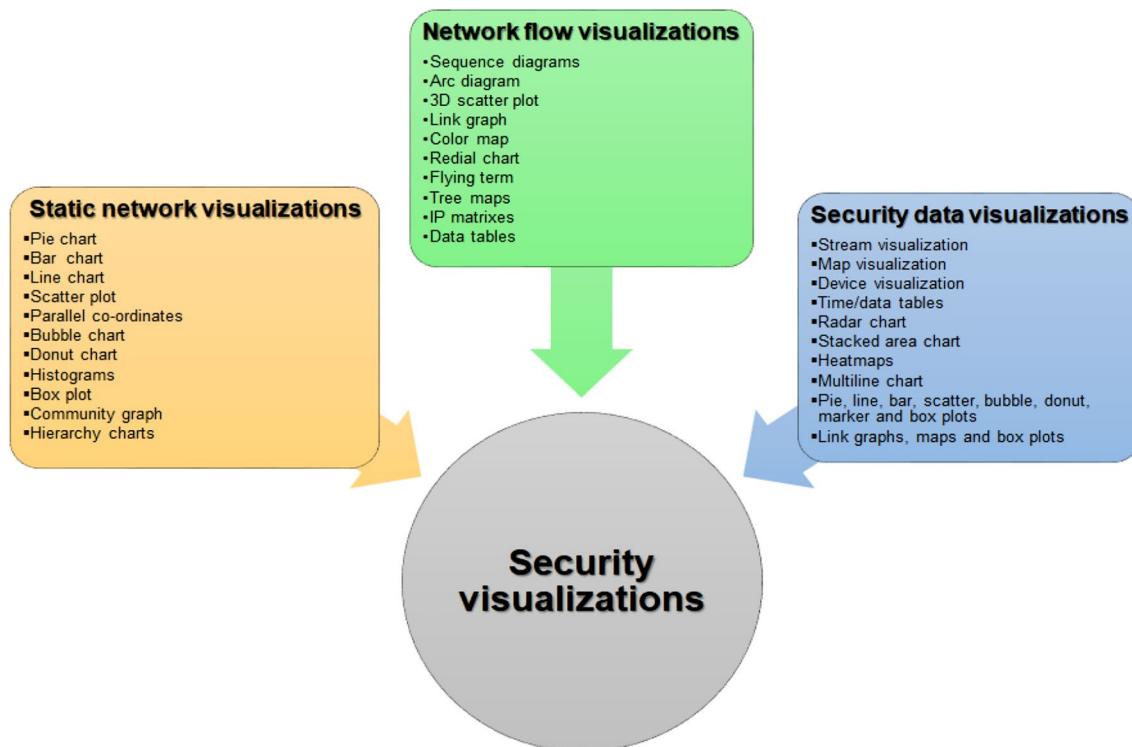 Network flow visualizations
•Sequence diagrams
•Arc diagram
•3D scatter plot
•Link graph
•Color map
•Redial chart
•Flying term
•Tree maps
•IP matrixes
•Data tables
Static network visualizations
▪Pie chart
▪Bar chart
▪Line chart
▪Scatter plot
▪Parallel co-ordinates
▪Bubble chart
▪Donut chart
▪Histograms
▪Box plot
▪Community graph
▪Hierarchy charts
Security data visualizations
▪Stream visualization
▪Map visualization
▪Device visualization
▪Time/data tables
▪Radar chart
▪Stacked area chart
▪Heatmaps
▪Multiline chart
▪Pie, line, bar, scatter, bubble, donut,
marker and box plots
▪Link graphs, maps and box plots
Security
visualizations